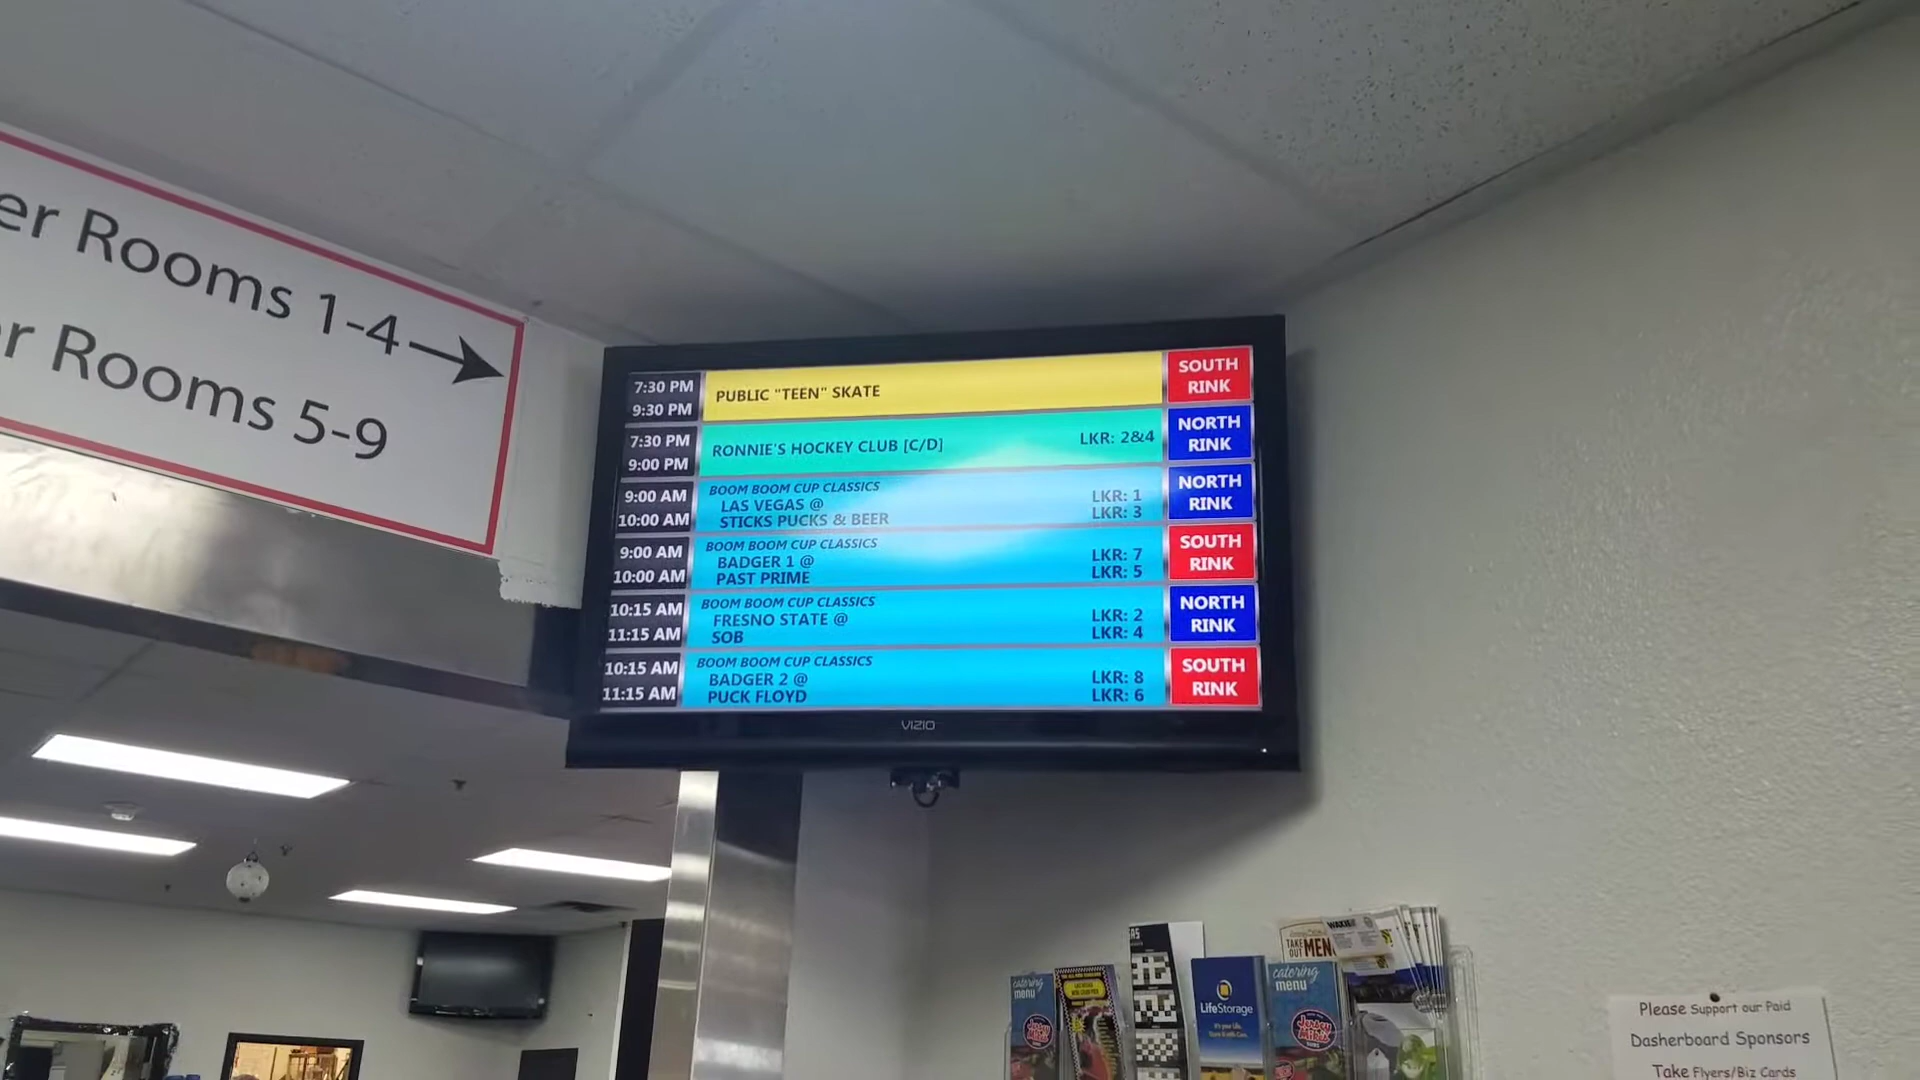 er Rooms 1-4
r Rooms 5-9
7:30 PM
9:30 PM
PUBLIC "TEEN" SKATE
SOUTH
RINK
7:30 PM
9:00 PM
RONNIE'S HOCKEY CLUB [C/D]
LKR: 2&4
NORTH
RINK
9:00 AM
10:00 AM
BOOM BOOM CUP CLASSICS
LAS VEGAS @
STICKS PUCKS & BEER
LKR: 1
LKR: 3
NORTH
RINK
9:00 AM
10:00 AM
BOOM BOOM CUP CLASSICS
BADGER 1 @
PAST PRIME
LKR: 7
LKR: 5
SOUTH
RINK
10:15 AM
11:15 AM
BOOM BOOM CUP CLASSICS
FRESNO STATE @
SOB
LKR: 2
LKR: 4
NORTH
RINK
10:15 AM
11:15 AM
BOOM BOOM CUP CLASSICS
BADGER 2 @
PUCK FLOYD
LKR: 8
LKR: 6
SOUTH
RINK
VIZIO
catering
menu
Jersey
Mike's
LifeStorage
catering
menu
Jersey
Mike's
TAKE
OUT MEN
Please Support our Paid
Dasherboard Sponsors
Take Flyers/Biz Cards